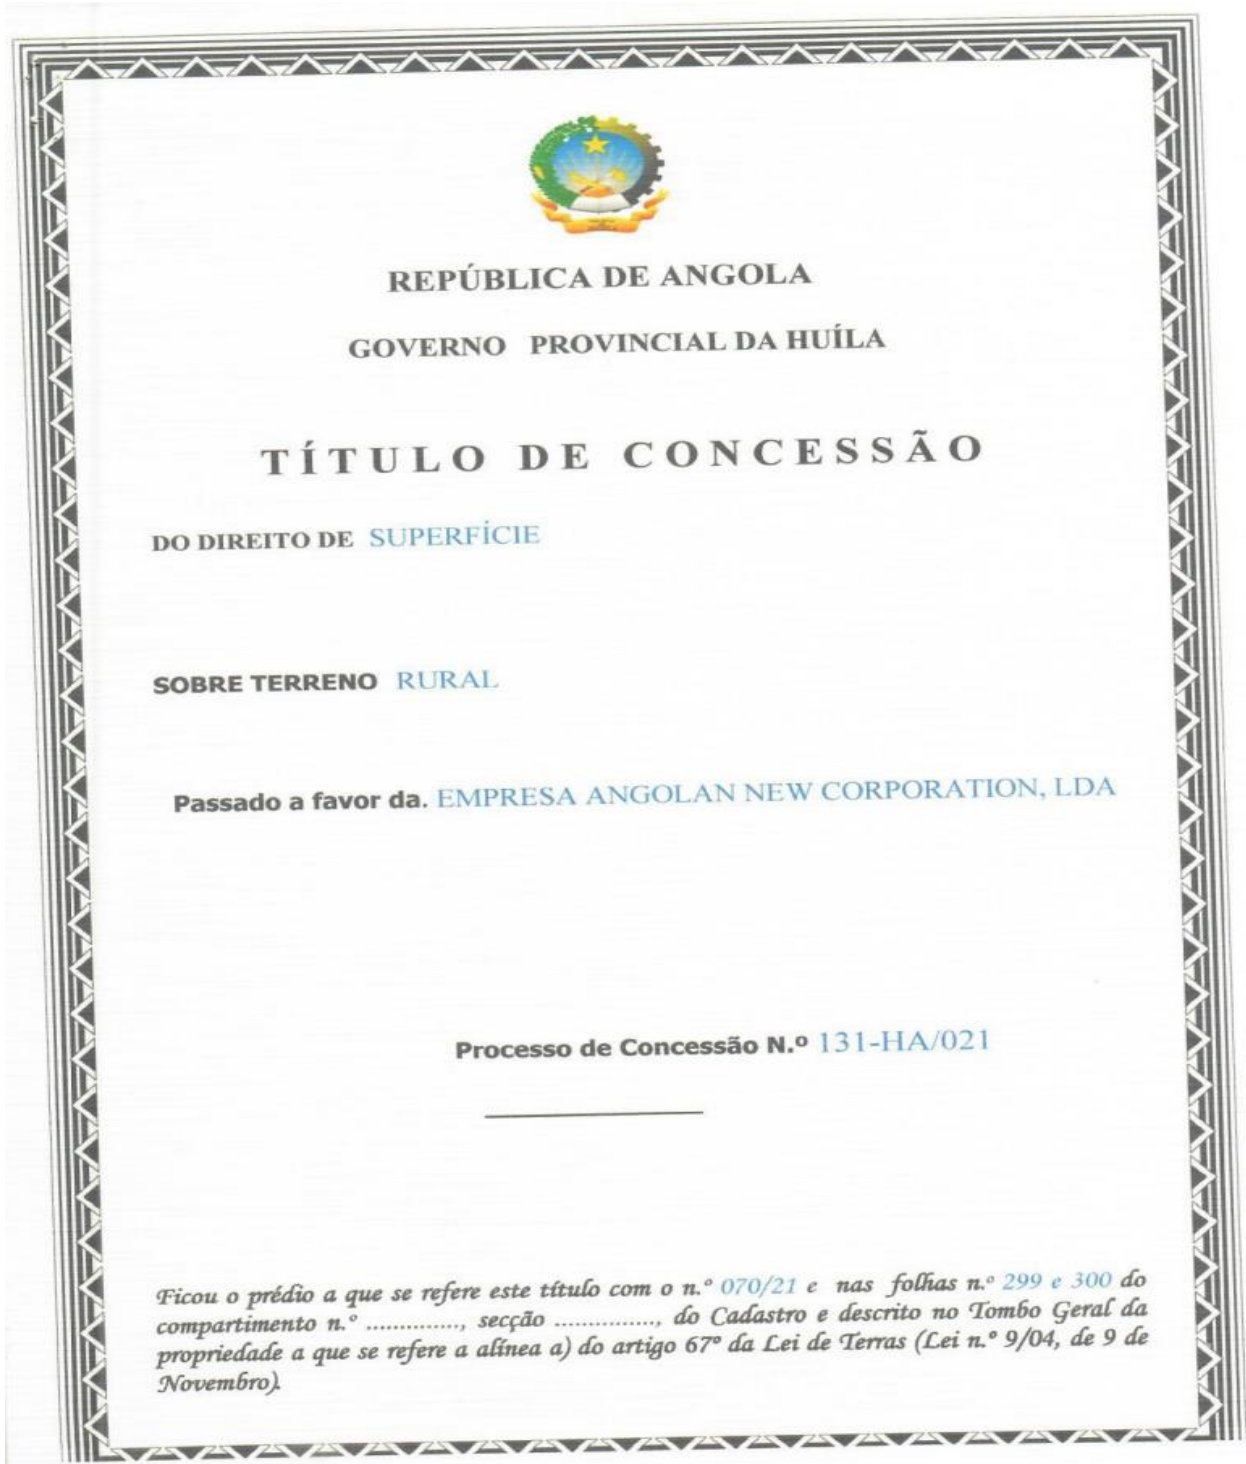 REPÚBLICA DE ANGOLA
GOVERNO PROVINCIAL DA HUÍLA
TÍTULO DE CONCESSÃO
DO DIREITO DE SUPERFÍCIE
SOBRE TERRENO RURAL
Passado a favor da. EMPRESA ANGOLAN NEW CORPORATION, LDA
Processo de Concessão N.º 131-HA/021
Ficou o prédio a que se refere este título com o n.º 070/21 e nas folhas n.º 299 e 300 do
compartimento n.º .............., secção ..............., do Cadastro e descrito no Tombo Geral da
propriedade a que se refere a alínea a) do artigo 67º da Lei de Terras (Lei n.º 9/04, de 9 de
Novembro).